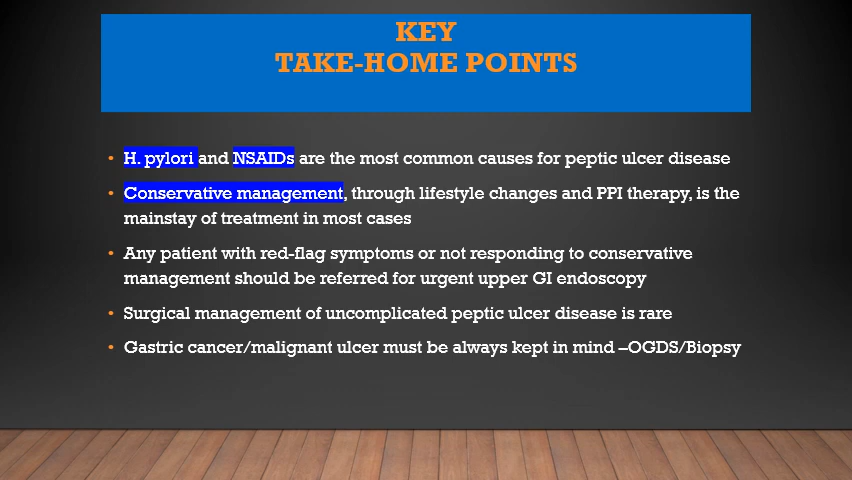 KEY
TAKE-HOME POINTS
• H. pylori and NSAIDs are the most common causes for peptic ulcer disease
• Conservative management, through lifestyle changes and PPI therapy, is the
mainstay of treatment in most cases
• Any patient with red-flag symptoms or not responding to conservative
management should be referred for urgent upper GI endoscopy
• Surgical management of uncomplicated peptic ulcer disease is rare
• Gastric cancer/malignant ulcer must be always kept in mind –OGDS/Biopsy